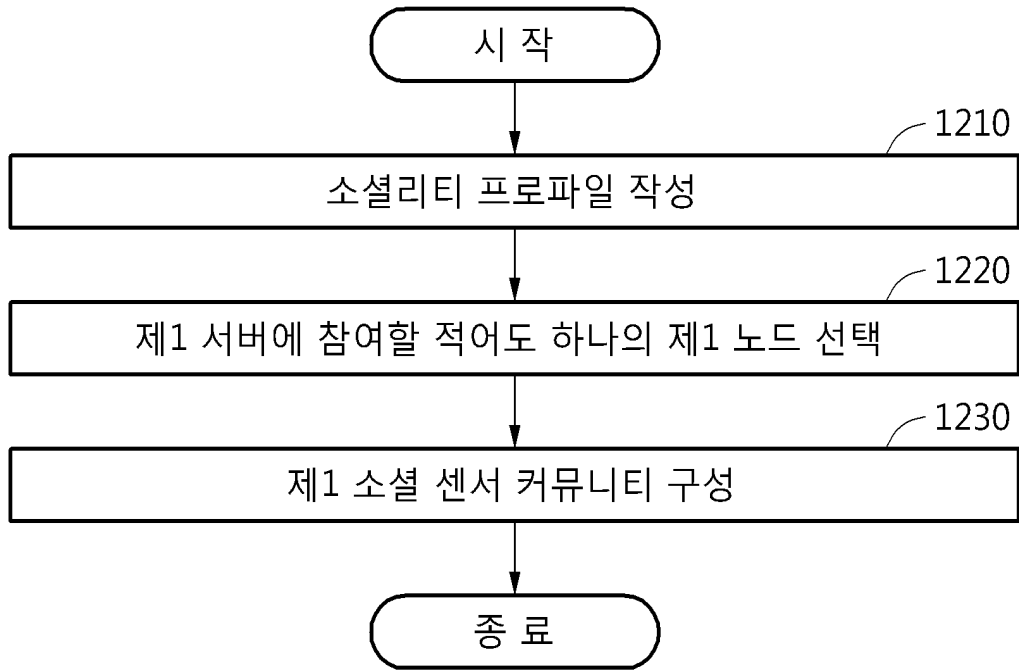 시 작
1210
소셜리티 프로파일 작성
1220
제1 서버에 참여할 적어도 하나의 제1 노드 선택
1230
제1 소셜 센서 커뮤니티 구성
종 료